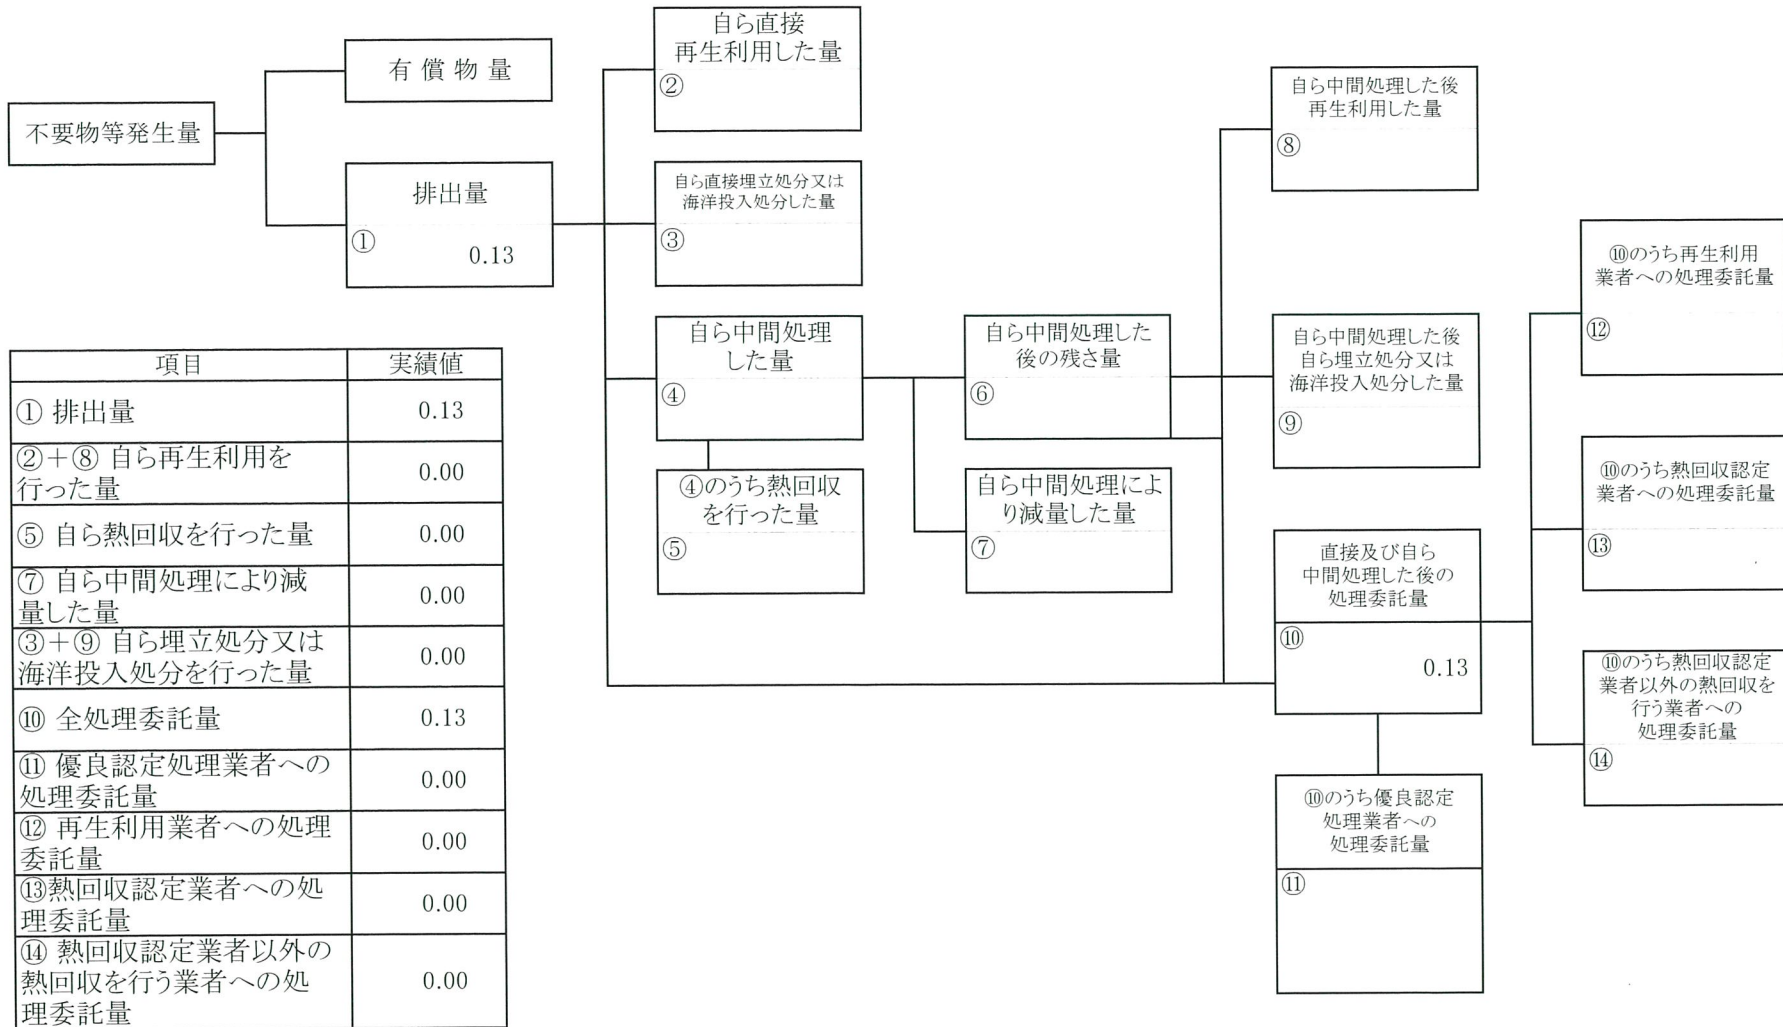 不要物等発生量
有償物量
排出量
①
0.13
自ら直接
再生利用した量
②
自ら直接埋立処分又は
海洋投入処分した量
③
自ら中間処理
した量
④
④のうち熱回収
を行った量
⑤
自ら中間処理した
後の残さ量
⑥
自ら中間処理によ
り減量した量
⑦
自ら中間処理した後
再生利用した量
⑧
自ら中間処理した後
自ら埋立処分又は
海洋投入処分した量
⑨
直接及び自ら
中間処理した後の
処理委託量
⑩
0.13
⑩のうち優良認定
処理業者への
処理委託量
⑪
⑩のうち再生利用
業者への処理委託量
⑫
⑩のうち熱回収認定
業者への処理委託量
⑬
⑩のうち熱回収認定
業者以外の熱回収を
行う業者への
処理委託量
⑭
項目 実績値
① 排出量 0.13
②+⑧ 自ら再生利用を
行った量 0.00
⑤ 自ら熱回収を行った量 0.00
⑦ 自ら中間処理により減
量した量 0.00
③+⑨ 自ら埋立処分又は
海洋投入処分を行った量 0.00
⑩ 全処理委託量 0.13
⑪ 優良認定処理業者への
処理委託量 0.00
⑫ 再生利用業者への処理
委託量 0.00
⑬熱回収認定業者への処
理委託量 0.00
⑭ 熱回収認定業者以外の
熱回収を行う業者への処
理委託量 0.00